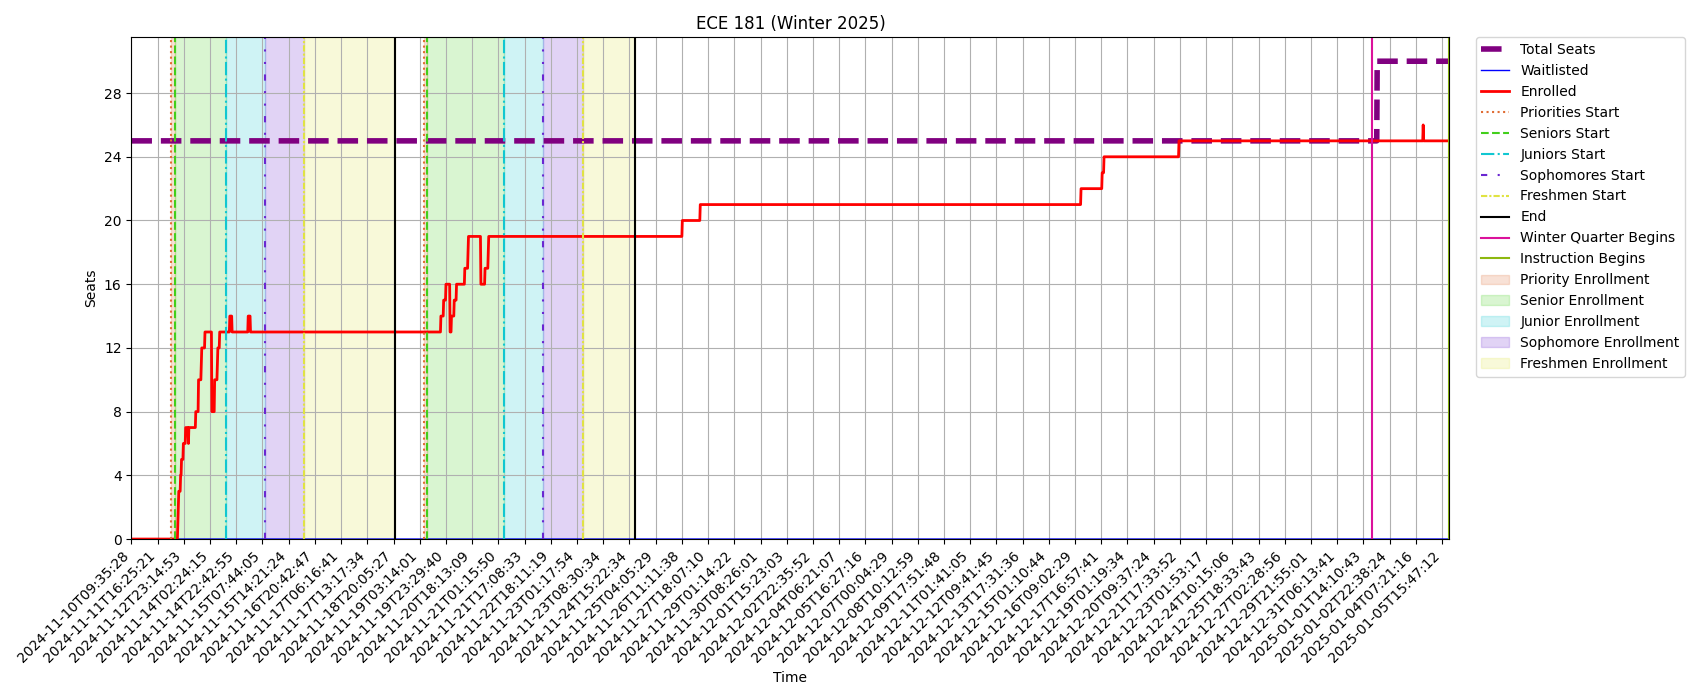 ECE 181 (Winter 2025)
Seats
28
24
20
16
12
8
4
0
2024-11-10T09:35:28
2024-11-11T16:25:21
2024-11-12T23:14:53
2024-11-14T02:24:15
2024-11-14T22:42:55
2024-11-15T07:44:05
2024-11-15T14:21:24
2024-11-16T20:42:47
2024-11-17T06:16:41
2024-11-17T13:17:34
2024-11-18T20:05:27
2024-11-19T03:14:01
2024-11-19T23:29:40
2024-11-20T18:13:09
2024-11-21T01:15:50
2024-11-21T17:08:33
2024-11-22T18:11:19
2024-11-23T01:17:54
2024-11-23T08:30:34
2024-11-24T15:22:34
2024-11-25T04:05:29
2024-11-26T11:11:38
2024-11-27T18:07:10
2024-11-29T01:14:22
2024-11-30T08:26:01
2024-12-01T15:23:03
2024-12-02T22:35:52
2024-12-04T06:21:07
2024-12-05T16:27:16
2024-12-07T00:04:29
2024-12-08T10:12:59
2024-12-09T17:51:48
2024-12-11T01:41:05
2024-12-12T09:41:45
2024-12-13T17:31:36
2024-12-15T01:10:44
2024-12-16T09:02:29
2024-12-17T16:57:41
2024-12-19T01:19:34
2024-12-20T09:37:24
2024-12-21T17:33:52
2024-12-23T01:53:17
2024-12-24T10:15:06
2024-12-25T18:33:43
2024-12-27T02:28:56
2024-12-29T21:55:01
2024-12-31T06:13:41
2025-01-01T14:10:43
2025-01-02T22:38:24
2025-01-04T07:21:16
2025-01-05T15:47:12
Time
Total Seats
Waitlisted
Enrolled
Priorities Start
Seniors Start
Juniors Start
Sophomores Start
Freshmen Start
End
Winter Quarter Begins
Instruction Begins
Priority Enrollment
Senior Enrollment
Junior Enrollment
Sophomore Enrollment
Freshmen Enrollment